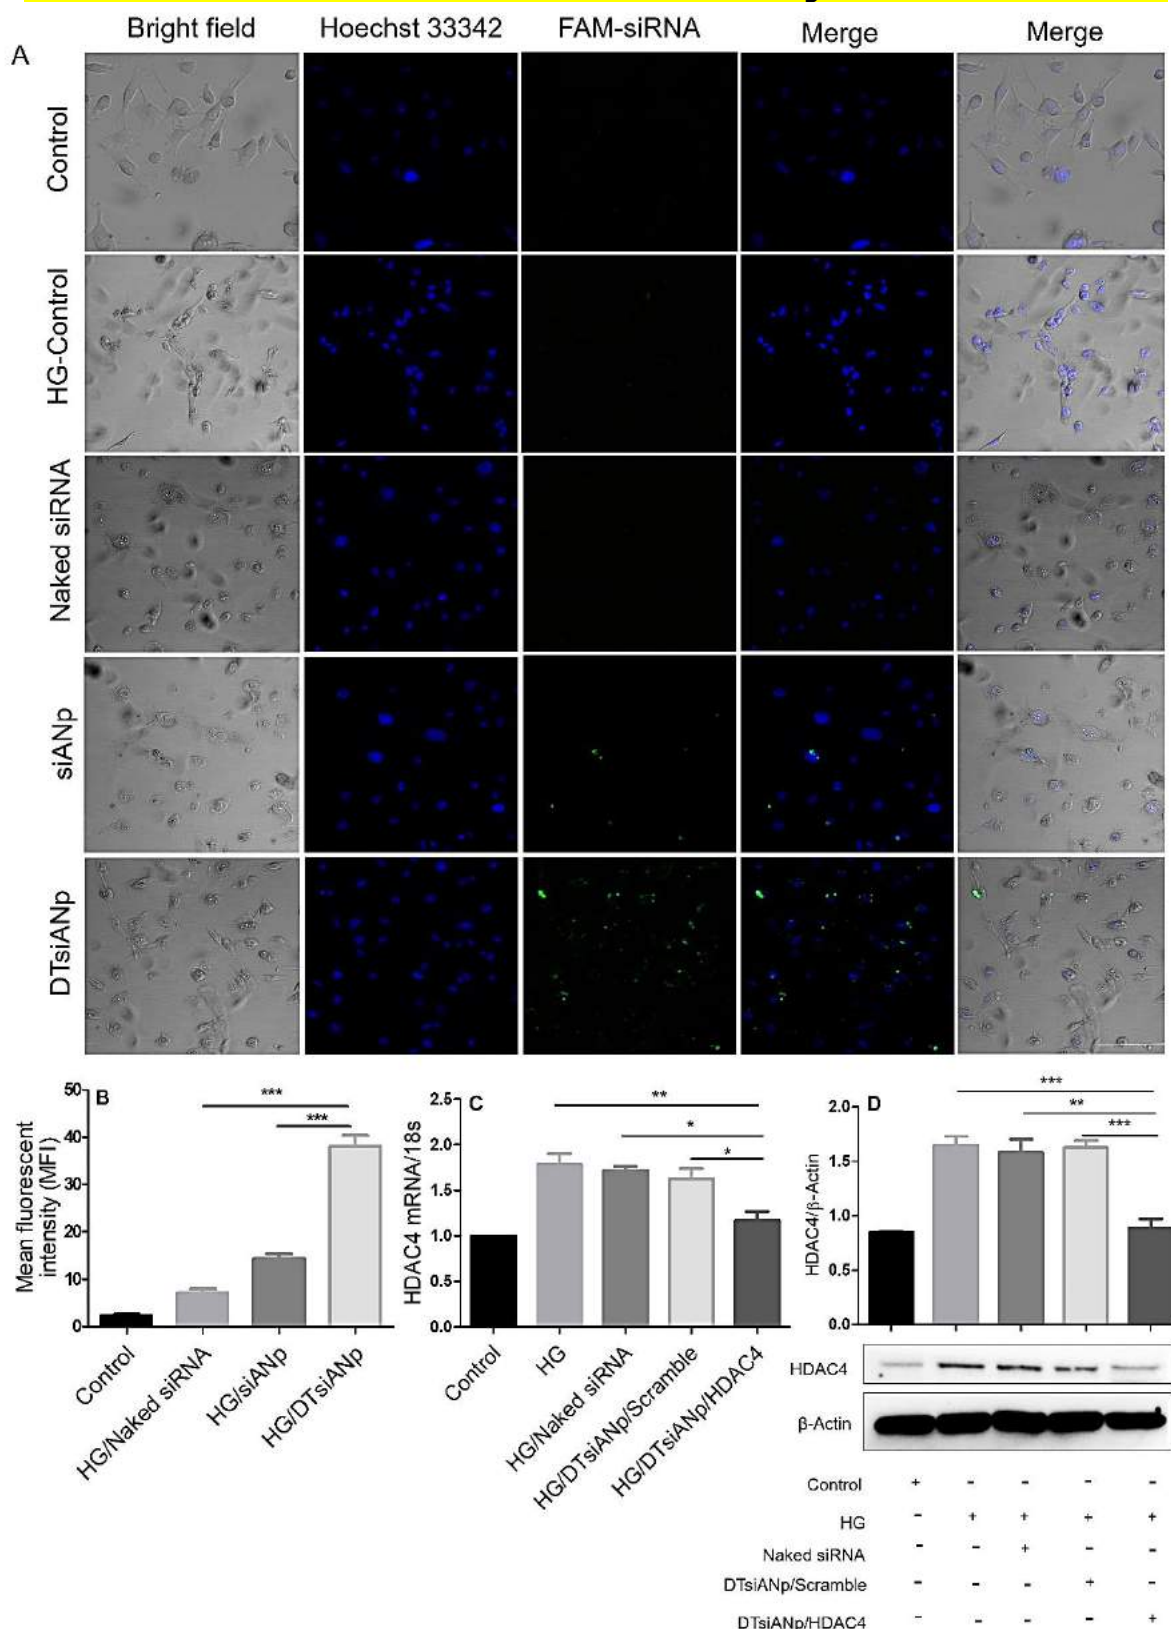 Bright field Hoechst 33342 FAM-siRNA Merge Merge
A
Control
HG-Control
Naked siRNA
siANp
DTsiANp
B
Mean fluorescent
intensity (MFI)
50
40
30
20
10
0
***
***
Control
HG/Naked siRNA
HG/siANp
HG/DTsiANp
C
HDAC4 mRNA/18s
2.5
2.0
1.5
1.0
0.5
0.0
**
*
*
Control
HG
HG/Naked siRNA
HG/DTsiANp/Scramble
HG/DTsiANp/HDAC4
D
HDAC4/β-Actin
2.0
1.5
1.0
0.5
0.0
***
**
***
HDAC4
β-Actin
Control + - - - -
HG - + + + +
Naked siRNA - - + - -
DTsiANp/Scramble - - - + -
DTsiANp/HDAC4 - - - - +